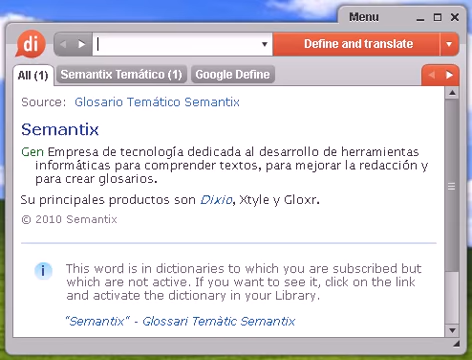 Menu
di
Define and translate
All (1)
Semantix Temático (1)
Google Define
Source: Glosario Temático Semantix
Semantix
Gen Empresa de tecnología dedicada al desarrollo de herramientas
informáticas para comprender textos, para mejorar la redacción y
para crear glosarios.
Su principales producten son Dixio, Xtyle y Gloxr.
© 2010 Semantix
i
This word is in dictionaries to which you are subscribed but
which are not active. If you want to see it, click on the link
and activate the dictionary in your Library.
"Semantix" - Glossari Temàtic Semantix